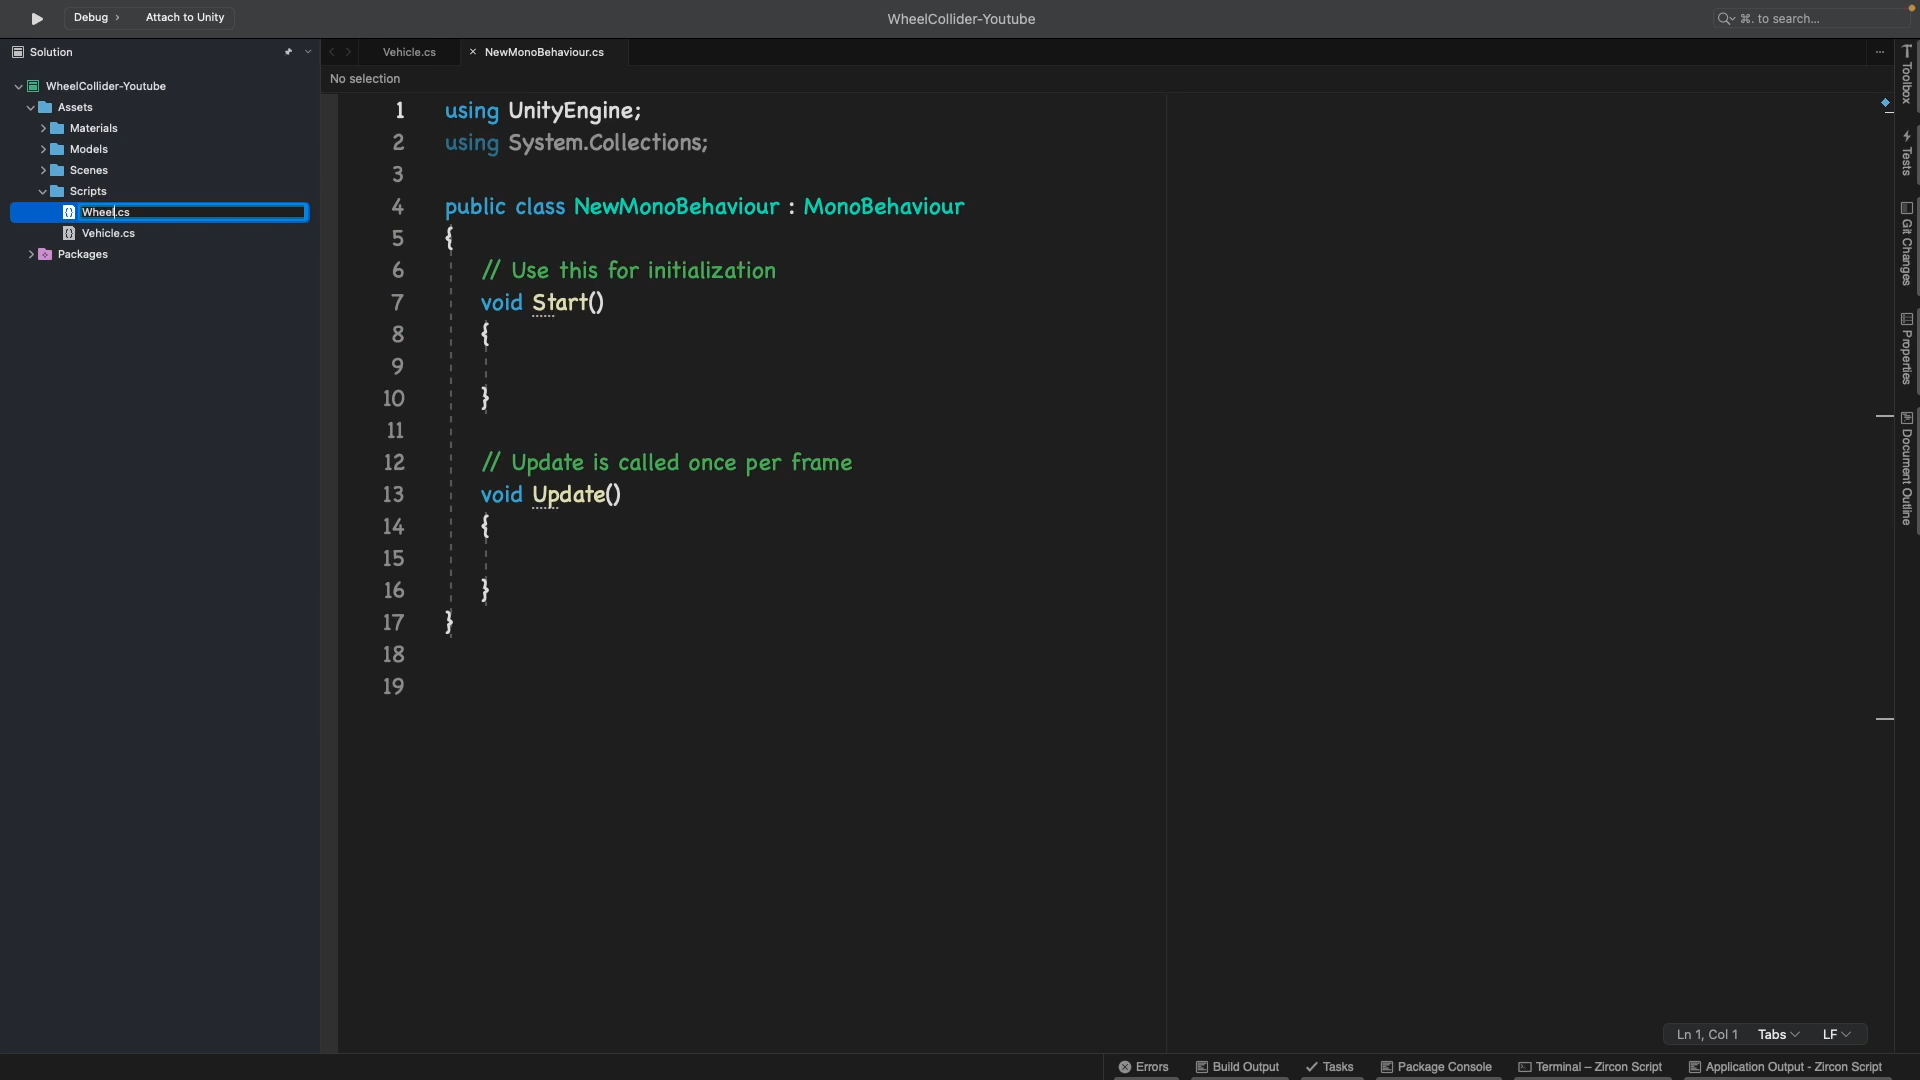 Debug › Attach to Unity
WheelCollider-Youtube
⌘. to search...
Solution
Vehicle.cs
NewMonoBehaviour.cs
No selection
WheelCollider-Youtube
Assets
Materials
Models
Scenes
Scripts
Wheel.cs
Vehicle.cs
Packages
1 using UnityEngine;
2 using System.Collections;
3
4 public class NewMonoBehaviour : MonoBehaviour
5 {
6 // Use this for initialization
7 void Start()
8 {
9
10 }
11
12 // Update is called once per frame
13 void Update()
14 {
15
16 }
17 }
18
19
Toolbox
Tests
Git Changes
Properties
Document Outline
Ln 1, Col 1 Tabs LF
Errors Build Output Tasks Package Console Terminal – Zircon Script Application Output - Zircon Script